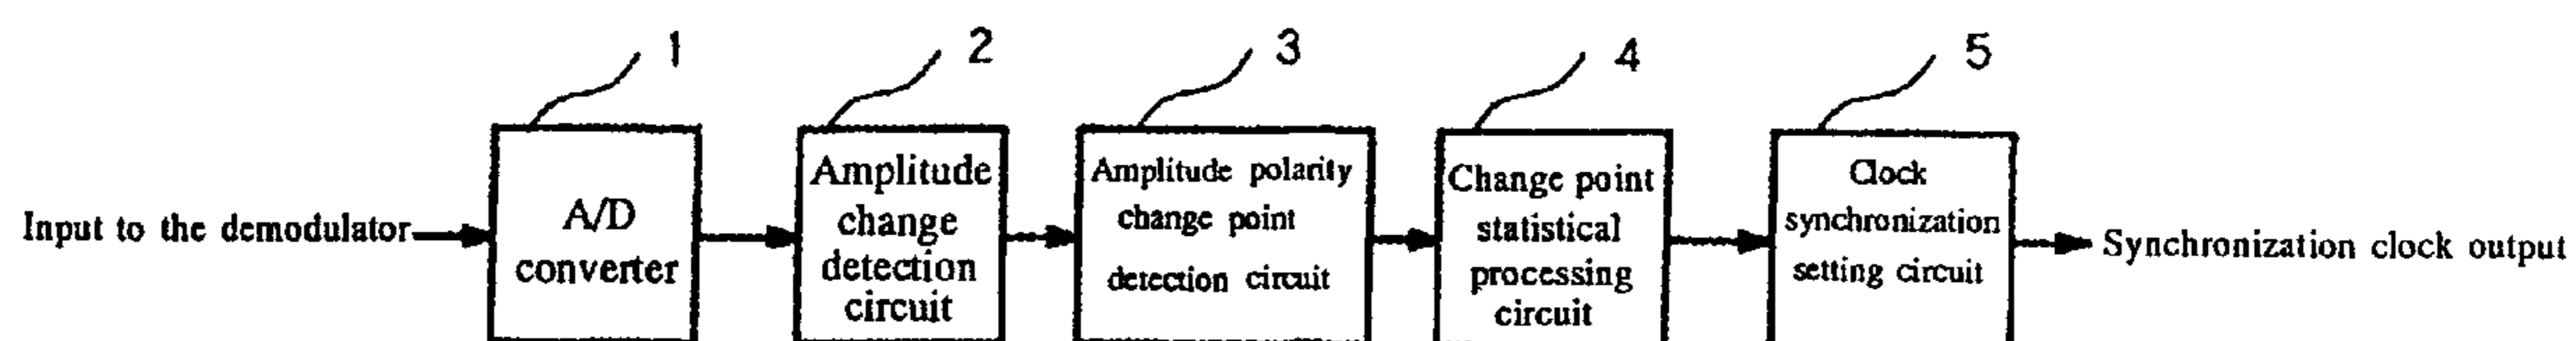 1
2
3
4
5
Input to the demodulator
A/D
converter
Amplitude
change
detection
circuit
Amplitude polarity
change point
detection circuit
Change point
statistical
processing
circuit
Clock
synchronization
setting circuit
Synchronization clock output